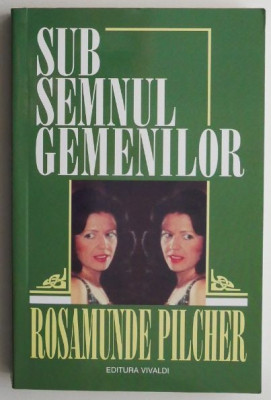 SUB
SEMNUL
GEMENILOR
ROSAMUNDE PILCHER
EDITURA VIVALDI